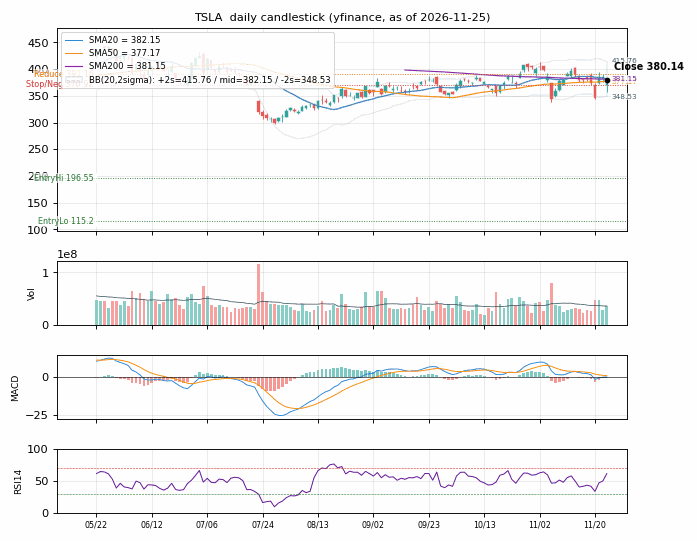 TSLA daily candlestick (yfinance, as of 2026-11-25)
SMA20 = 382.15
SMA50 = 377.17
SMA200 = 381.15
BB(20,2sigma): +2s=415.76 / mid=382.15 / -2s=348.53
450
400
350
300
250
200
150
100
Stop/Neg
EntryHi 196.55
EntryLo 115.2
415.76
Close 380.14
381.15
348.53
1e8
Vol
1
0
MACD
0
−25
RSI14
100
50
0
05/22 06/12 07/06 07/24 08/13 09/02 09/23 10/13 11/02 11/20